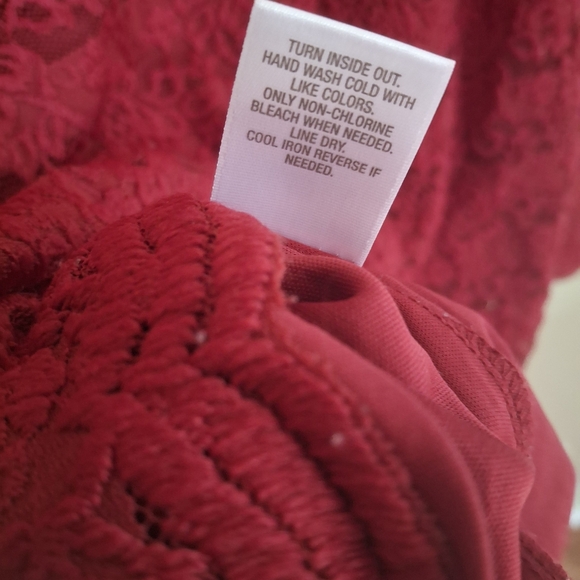 TURN INSIDE OUT.
HAND WASH COLD WITH
LIKE COLORS.
ONLY NON-CHLORINE
BLEACH WHEN NEEDED.
LINE DRY.
COOL IRON REVERSE IF
NEEDED.